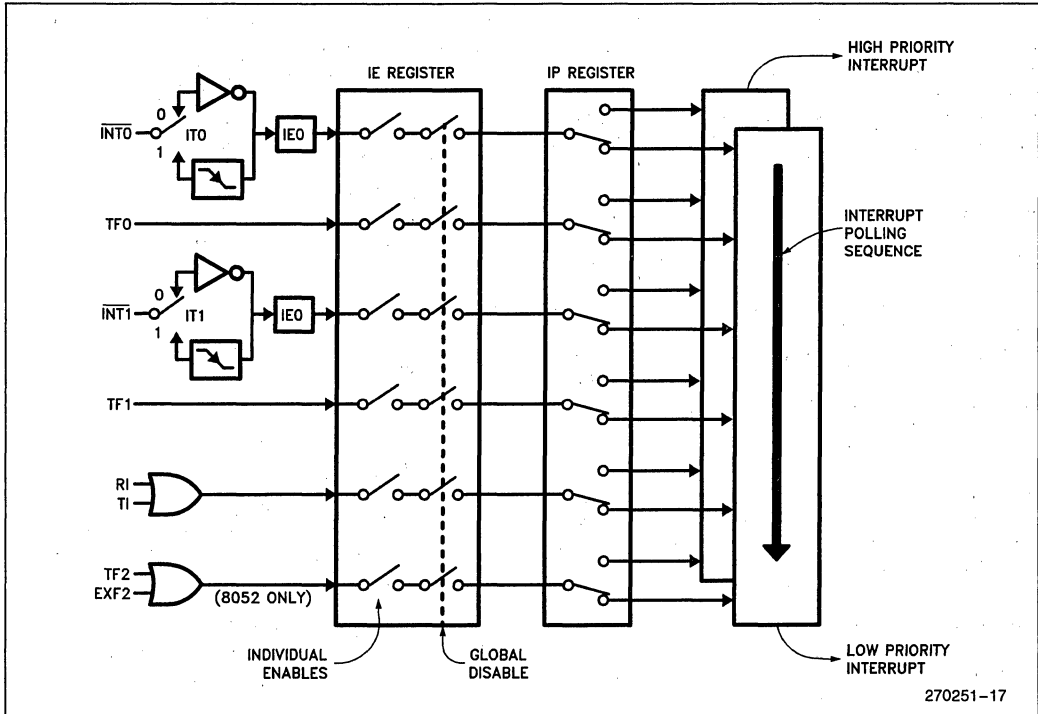 HIGH PRIORITY
INTERRUPT
IE REGISTER
IP REGISTER
0
INT0
IT0
1
IE0
TF0
INTERRUPT
POLLING
SEQUENCE
0
INT1
IT1
1
IE0
TF1
RI
TI
TF2
EXF2
(8052 ONLY)
INDIVIDUAL
ENABLES
GLOBAL
DISABLE
LOW PRIORITY
INTERRUPT
270251-17